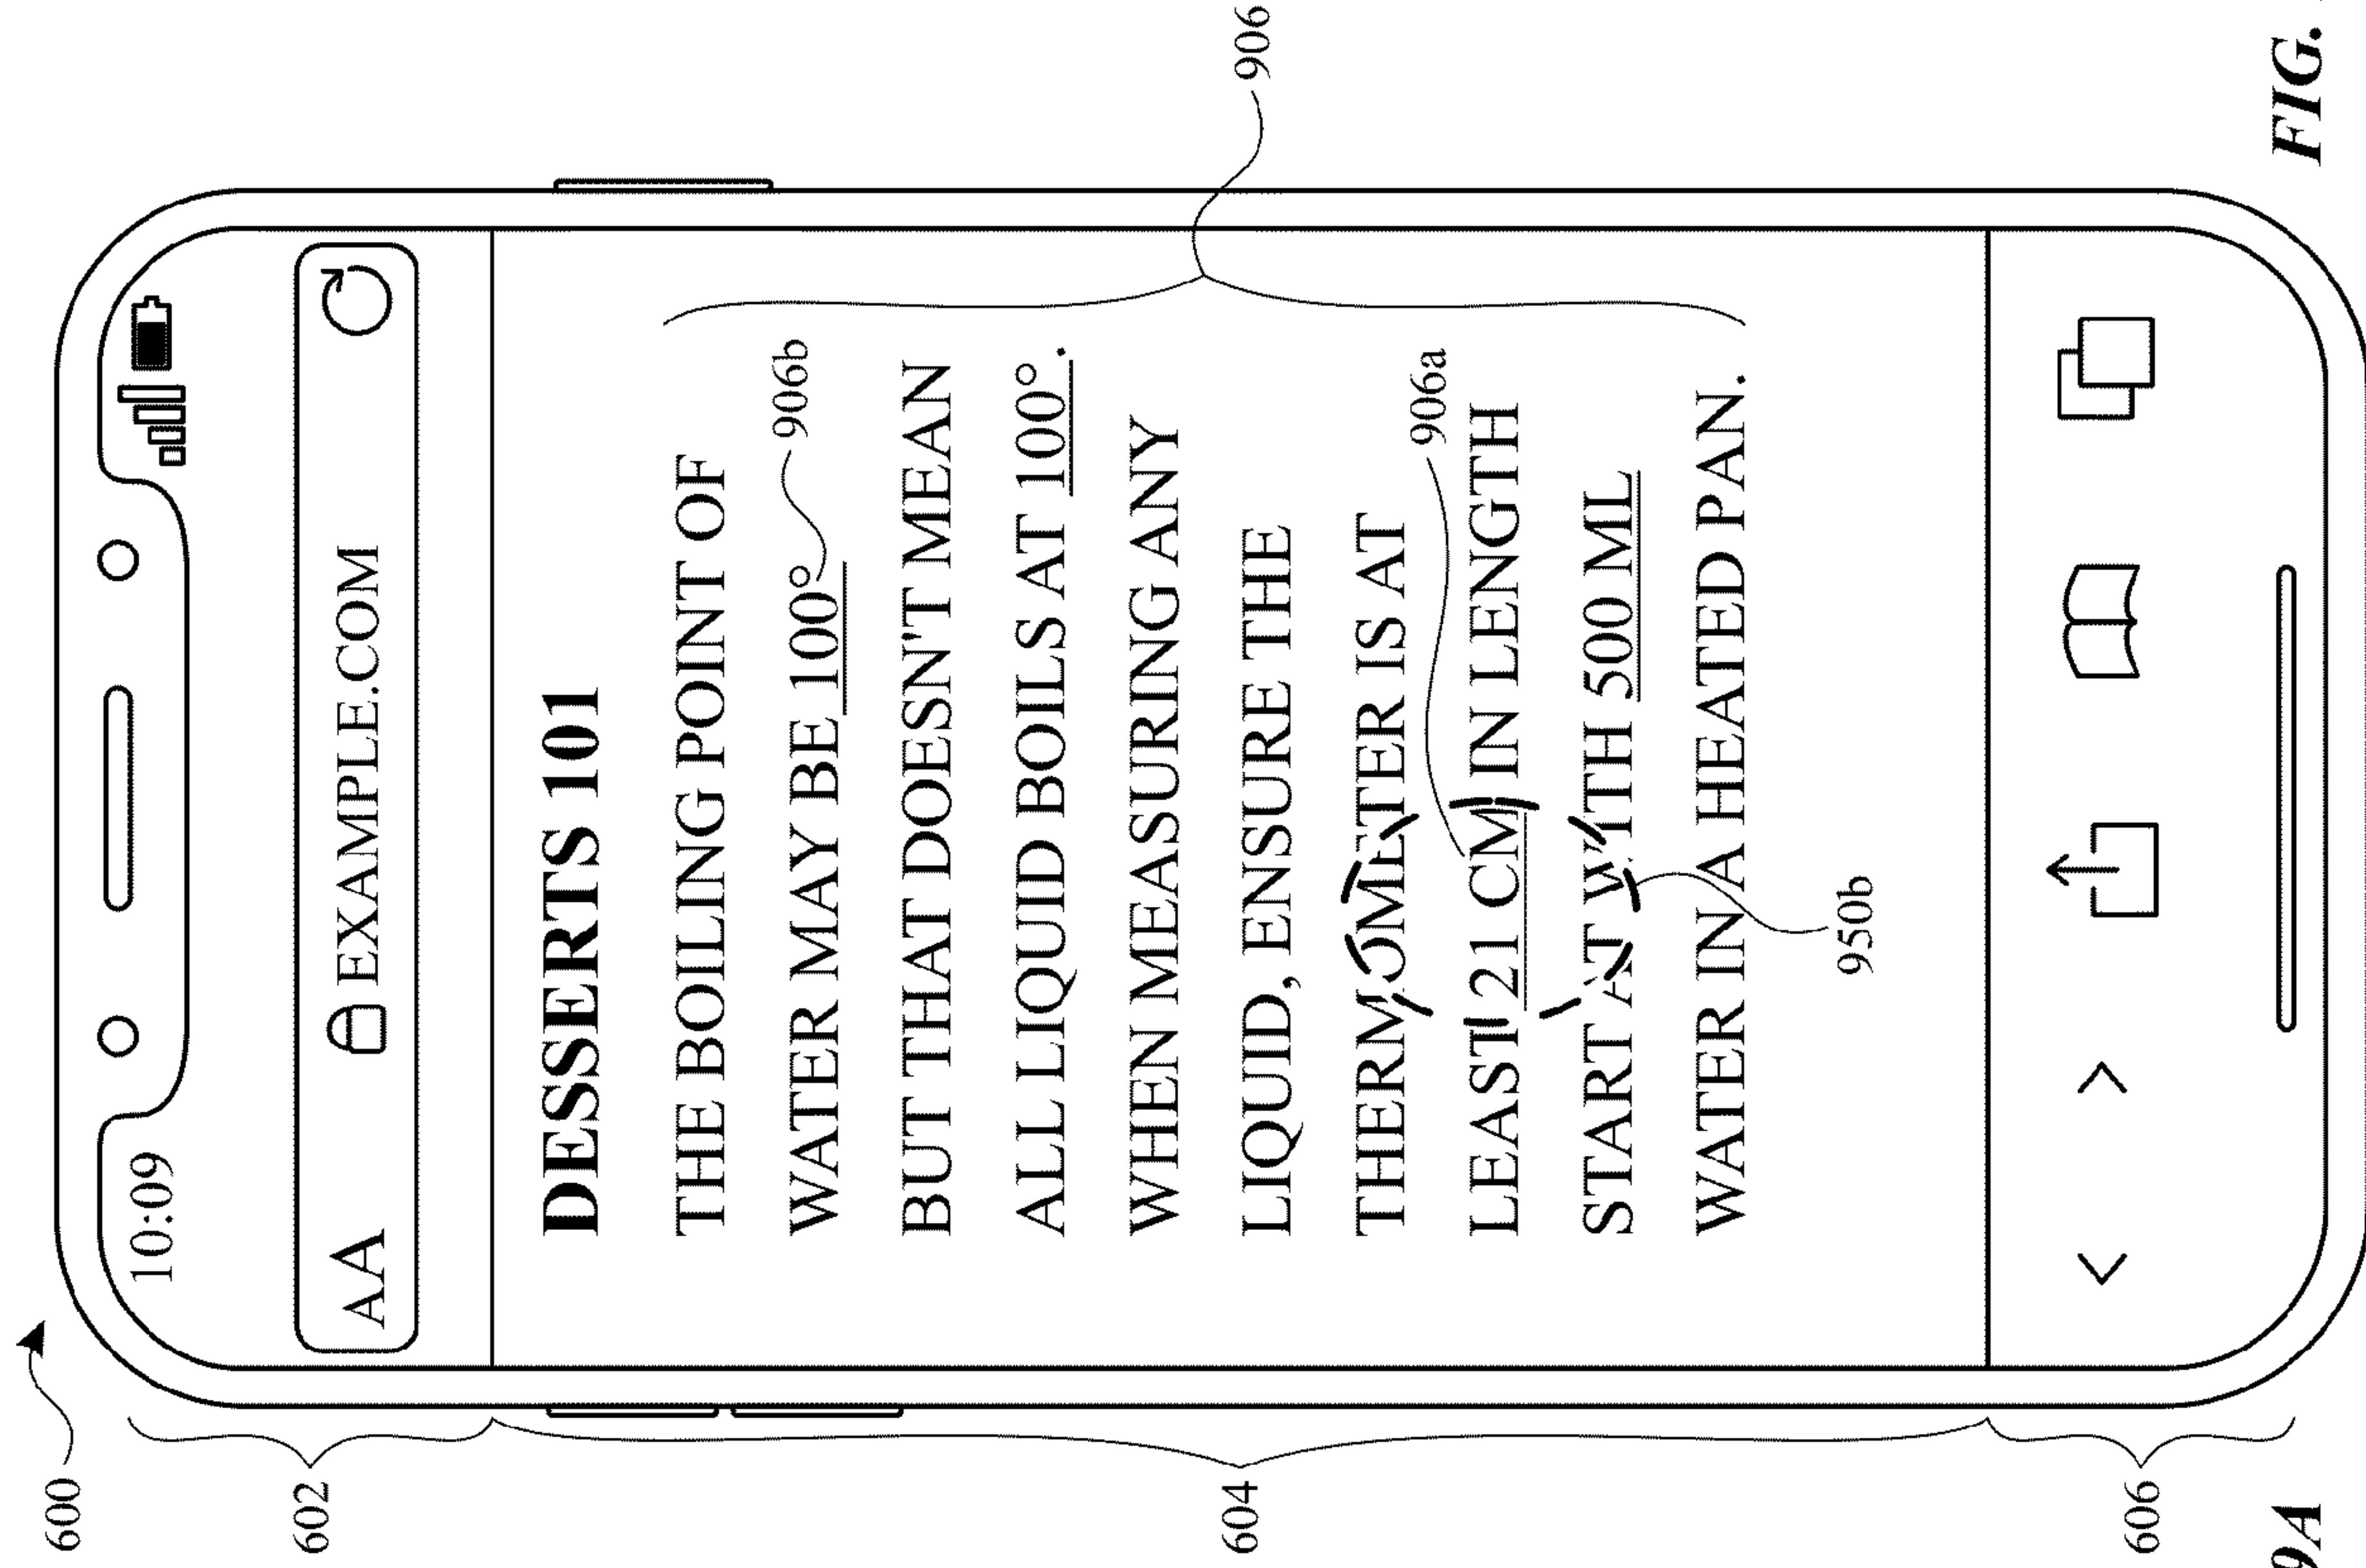 600
10:09
602
AA EXAMPLE.COM
DESSERTS 101
THE BOILING POINT OF
906b
WATER MAY BE 100°
BUT THAT DOESN'T MEAN
ALL LIQUID BOILS AT 100°.
604
906
WHEN MEASURING ANY
LIQUID, ENSURE THE
THERMOMETER IS AT
906a
LEAST 21 CM IN LENGTH
START AT WITH 500 ML
WATER IN A HEATED PAN.
950b
606
9A
FIG.